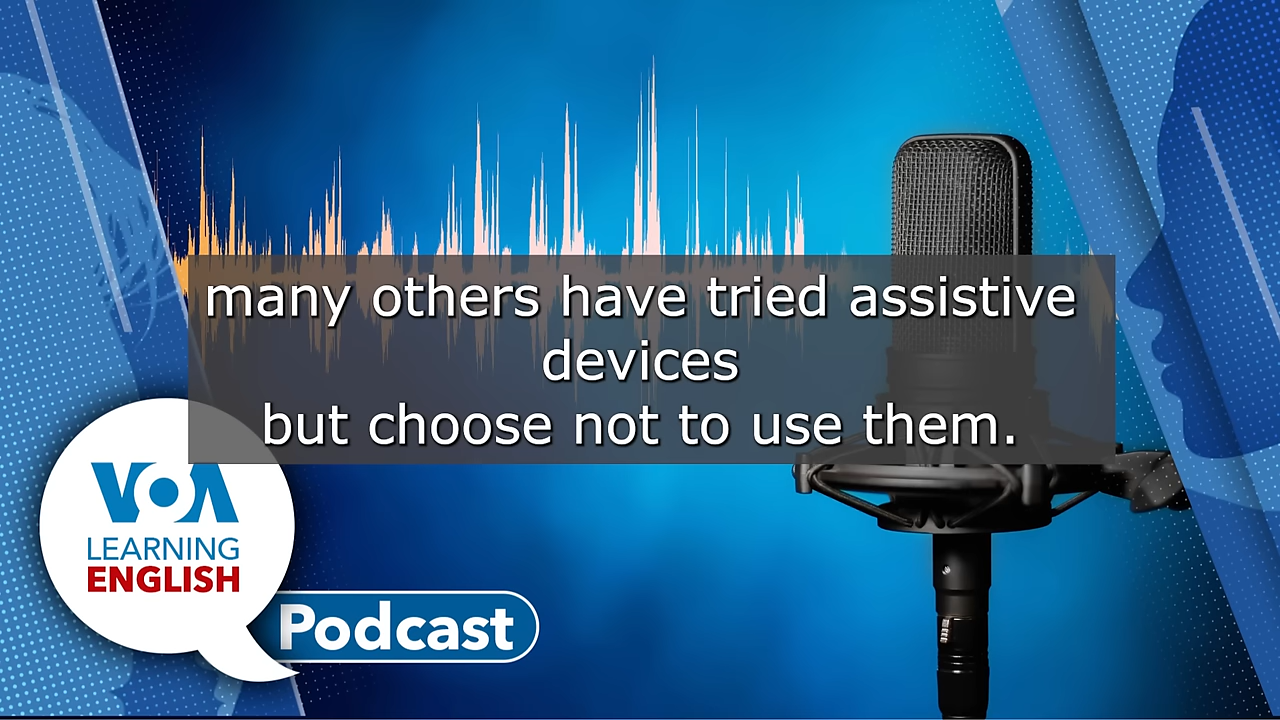 many others have tried assistive
devices
but choose not to use them.
VOA
LEARNING
ENGLISH
Podcast